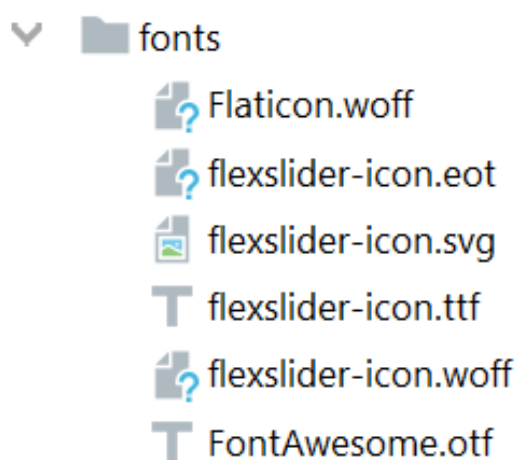 fonts
Flaticon.woff
flexslider-icon.eot
flexslider-icon.svg
flexslider-icon.ttf
flexslider-icon.woff
FontAwesome.otf